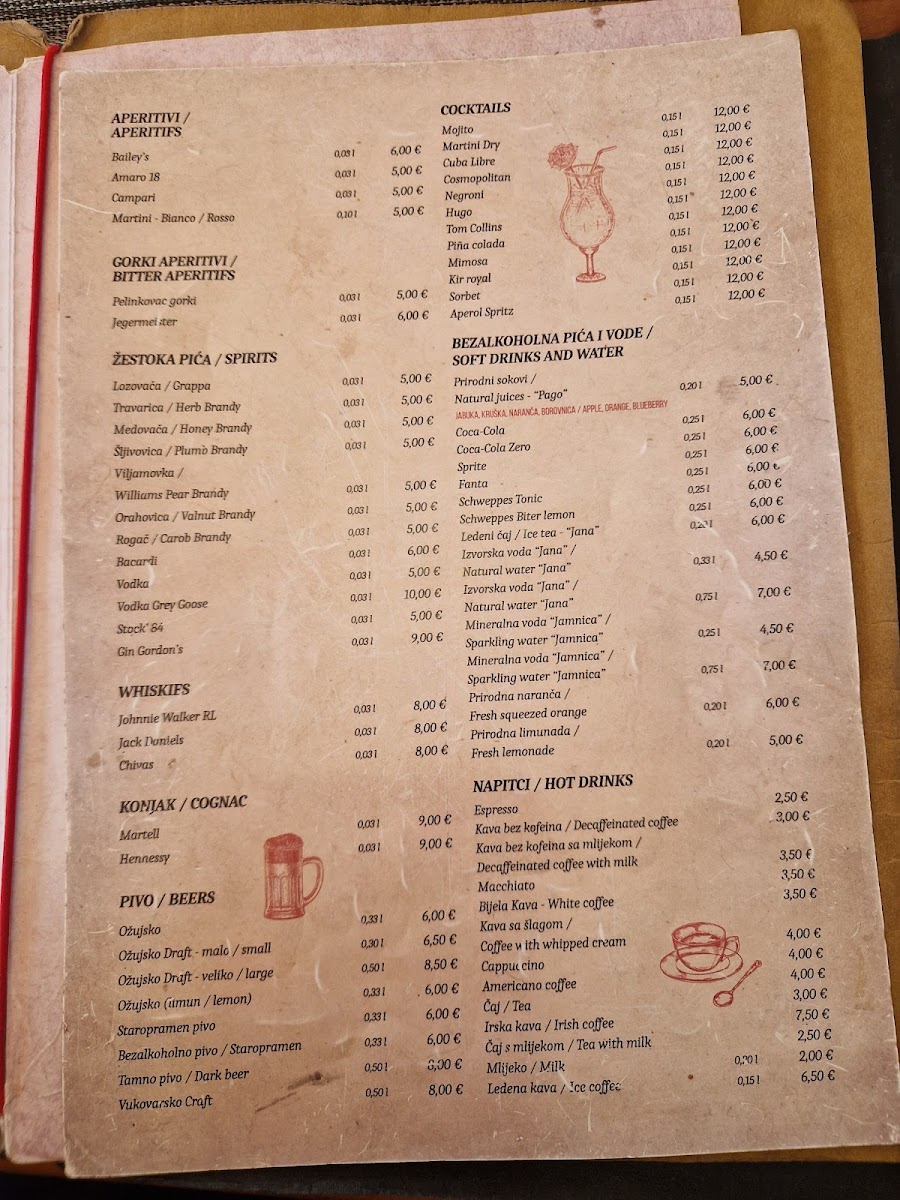 APERITIVI /
APERITIFS
Bailey's 0,03 l 6,00 €
Amaro 18 0,03 l 5,00 €
Campari 0,03 l 5,00 €
Martini - Bianco / Rosso 0,10 l 5,00 €
GORKI APERITIVI /
BITTER APERITIFS
Pelinkovac gorki 0,03 l 5,00 €
Jegermeister 0,03 l 6,00 €
ŽESTOKA PIĆA / SPIRITS
Lozovača / Grappa 0,03 l 5,00 €
Travarica / Herb Brandy 0,03 l 5,00 €
Medovača / Honey Brandy 0,03 l 5,00 €
Šljivovica / Plumb Brandy 0,03 l 5,00 €
Viljamovka /
Williams Pear Brandy 0,03 l 5,00 €
Orahovica / Valnut Brandy 0,03 l 5,00 €
Rogač / Carob Brandy 0,03 l 5,00 €
Bacardi 0,03 l 6,00 €
Vodka 0,03 l 5,00 €
Vodka Grey Goose 0,03 l 10,00 €
Stock' 84 0,03 l 5,00 €
Gin Gordon's 0,03 l 9,00 €
WHISKIFS
Johnnie Walker RL 0,03 l 8,00 €
Jack Daniels 0,03 l 8,00 €
Chivas 0,03 l 8,00 €
KONJAK / COGNAC
Martell 0,03 l 9,00 €
Hennessy 0,03 l 9,00 €
PIVO / BEERS
Ožujsko 0,33 l 6,00 €
Ožujsko Draft - malo / small 0,30 l 6,50 €
Ožujsko Draft - veliko / large 0,50 l 8,50 €
Ožujsko (limun / lemon) 0,33 l 6,00 €
Staropramen pivo 0,33 l 6,00 €
Bezalkoholno pivo / Staropramen 0,33 l 6,00 €
Tamno pivo / Dark beer 0,50 l
Vukovarsko Craft 0,50 l 8,00 €
COCKTAILS
Mojito 0,15 l 12,00 €
Martini Dry 0,15 l 12,00 €
Cuba Libre 0,15 l 12,00 €
Cosmopolitan 0,15 l 12,00 €
Negroni 0,15 l 12,00 €
Hugo 0,15 l 12,00 €
Tom Collins 0,15 l 12,00 €
Piña colada 0,15 l 12,00 €
Mimosa 0,15 l 12,00 €
Kir royal 0,15 l 12,00 €
Sorbet 0,15 l 12,00 €
Aperol Spritz 0,15 l 12,00 €
BEZALKOHOLNA PIĆA I VODE /
SOFT DRINKS AND WATER
Prirodni sokovi /
Natural juices - “Pago” 0,20 l 5,00 €
JABUKA, KRUŠKA, NARANČA, BOROVNICA / APPLE, ORANGE, BLUEBERRY
Coca-Cola 0,25 l 6,00 €
Coca-Cola Zero 0,25 l 6,00 €
Sprite 0,25 l 6,00 €
Fanta 0,25 l 6,00 €
Schweppes Tonic 0,25 l 6,00 €
Schweppes Biter lemon 0,25 l 6,00 €
Ledeni čaj / Ice tea - “Jana” 6,00 €
Izvorska voda “Jana” /
Natural water “Jana” 0,33 l 4,50 €
Izvorska voda “Jana” /
Natural water “Jana” 0,75 l 7,00 €
Mineralna voda “Jamnica” /
Sparkling water “Jamnica” 0,25 l 4,50 €
Mineralna voda “Jamnica” /
Sparkling water “Jamnica” 0,75 l 7,00 €
Prirodna naranča /
Fresh squeezed orange 0,20 l 6,00 €
Prirodna limunada /
Fresh lemonade 0,20 l 5,00 €
NAPITCI / HOT DRINKS
Espresso 2,50 €
Kava bez kofeina / Decaffeinated coffee 3,00 €
Kava bez kofeina sa mlijekom /
Decaffeinated coffee with milk 3,50 €
Macchiato 3,50 €
Bijela Kava - White coffee 3,50 €
Kava sa šlagom /
Coffee with whipped cream 4,00 €
Cappuccino 4,00 €
Americano coffee 4,00 €
Čaj / Tea 3,00 €
Irska kava / Irish coffee 7,50 €
Čaj s mlijekom / Tea with milk 2,50 €
Mlijeko / Milk 0,20 l 2,00 €
Ledena kava / Ice coffee 0,15 l 6,50 €